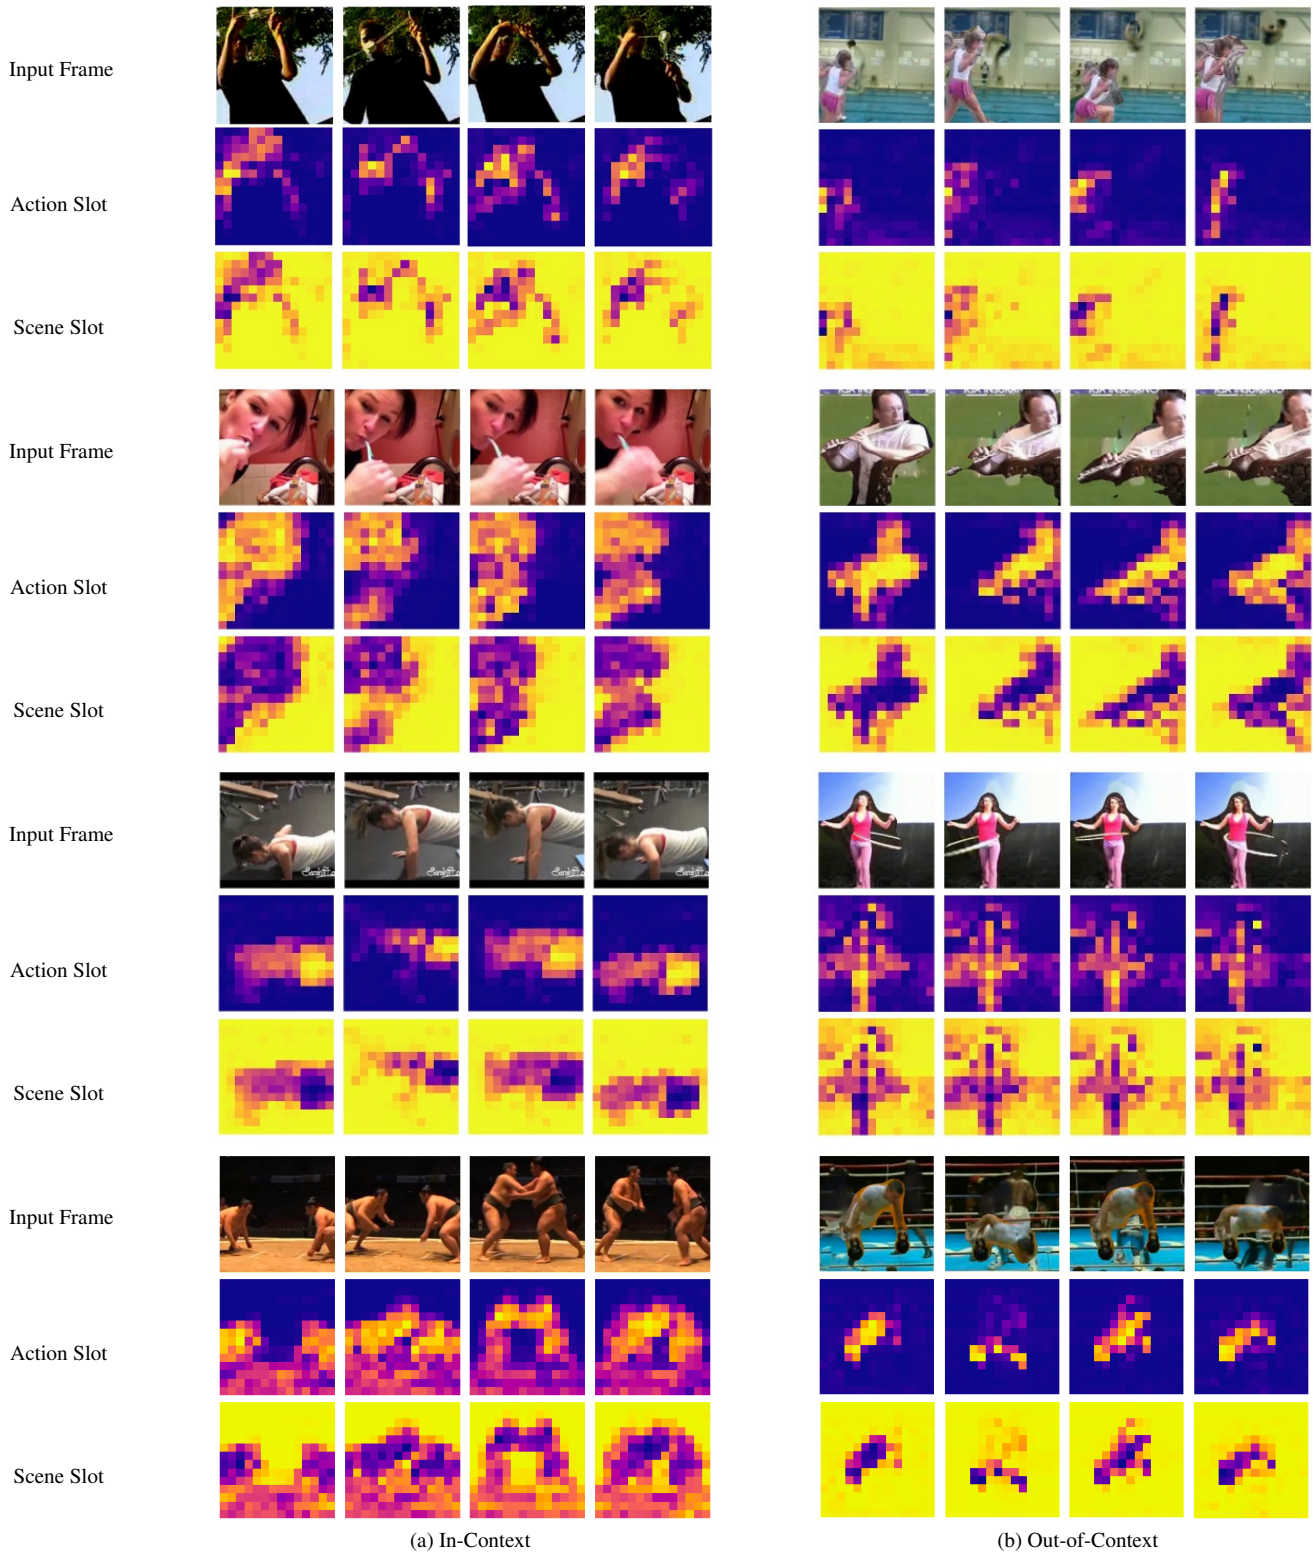 Input Frame
Action Slot
Scene Slot
Input Frame
Action Slot
Scene Slot
Input Frame
Action Slot
Scene Slot
Input Frame
Action Slot
Scene Slot
(a) In-Context
(b) Out-of-Context